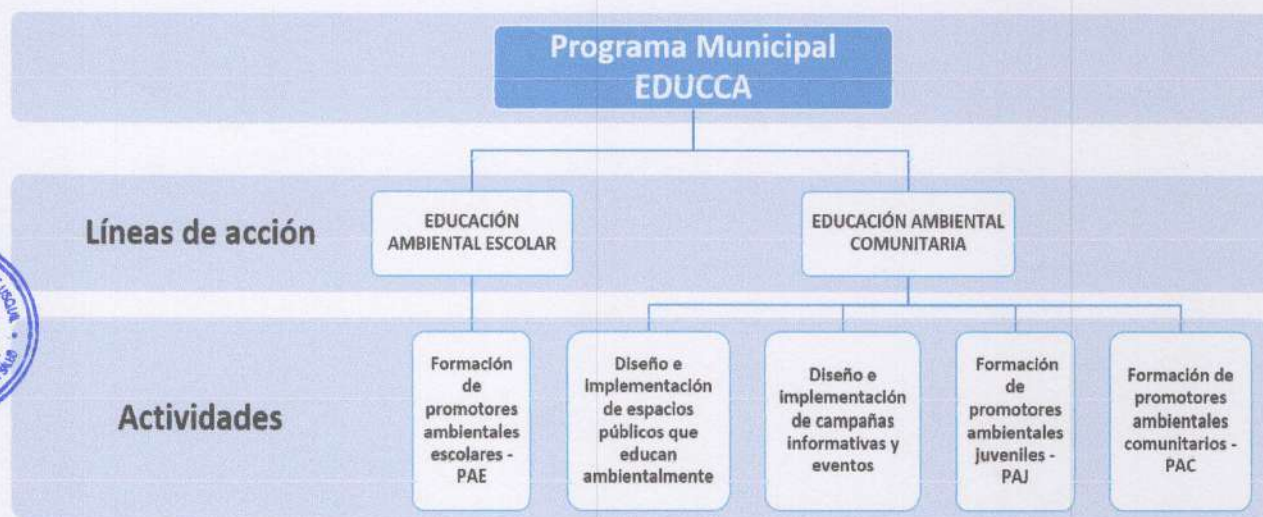 Programa Municipal
EDUCCA
Líneas de acción
EDUCACIÓN
AMBIENTAL ESCOLAR
EDUCACIÓN AMBIENTAL
COMUNITARIA
Actividades
Formación
de
promotores
ambientales
escolares -
PAE
Diseño e
implementación
de espacios
públicos que
educan
ambientalmente
Diseño e
implementación
de campañas
informativas y
eventos
Formación
de
promotores
ambientales
juveniles -
PAJ
Formación de
promotores
ambientales
comunitarios -
PAC